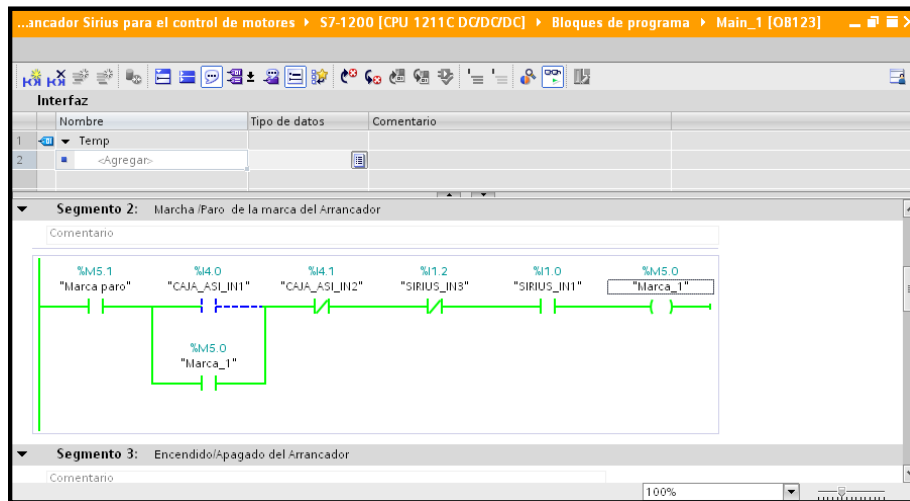 ...ancador Sirius para el control de motores ▸ S7-1200 [CPU 1211C DC/DC/DC] ▸ Bloques de programa ▸ Main_1 [OB123]
Interfaz
Nombre Tipo de datos Comentario
1 Temp
2 <Agregar>
Segmento 2: Marcha /Paro de la marca del Arrancador
Comentario
%M5.1 %I4.0 %I4.1 %I1.2 %I1.0 %M5.0
"Marca paro" "CAJA_ASI_IN1" "CAJA_ASI_IN2" "SIRIUS_IN3" "SIRIUS_IN1" "Marca_1"
%M5.0
"Marca_1"
Segmento 3: Encendido/Apagado del Arrancador
Comentario
100%